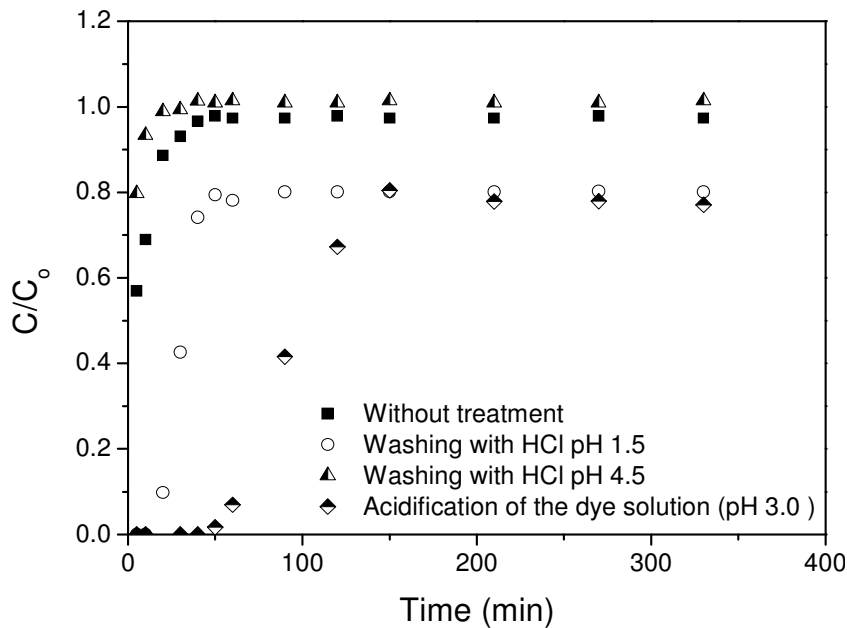 1.2
1.0
0.8
0.6
0.4
0.2
0.0
C/Co
0
100
200
300
400
Time (min)
Without treatment
Washing with HCl pH 1.5
Washing with HCl pH 4.5
Acidification of the dye solution (pH 3.0 )